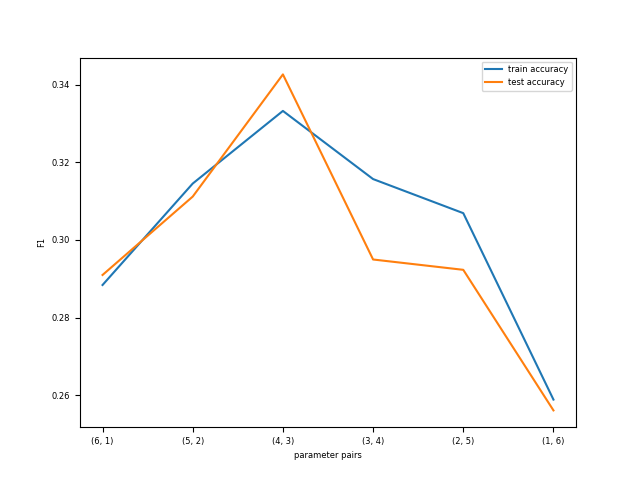 train accuracy
test accuracy
0.34
0.32
0.30
0.28
0.26
F1
(6, 1) (5, 2) (4, 3) (3, 4) (2, 5) (1, 6)
parameter pairs